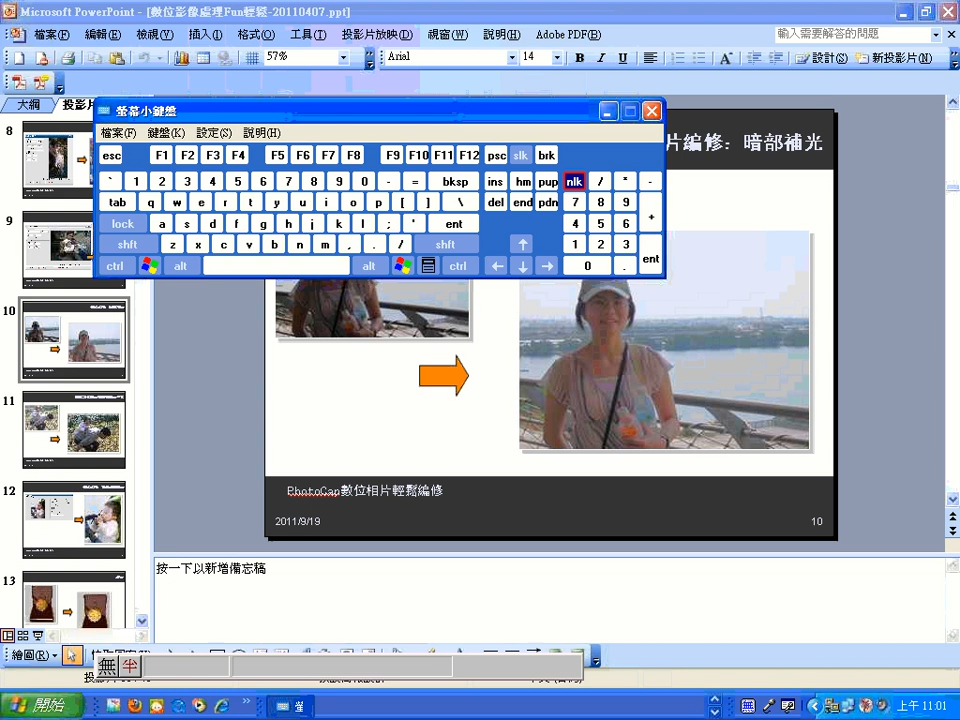 Microsoft PowerPoint - [數位影像處理Fun輕鬆-20110407.ppt]
檔案(F) 編輯(E) 檢視(V) 插入(I) 格式(O) 工具(T) 投影片放映(D) 視窗(W) 說明(H) Adobe PDF(B) 輸入需要解答的問題
57% Arial 14 B I U 設計(S) 新投影片(N)
大綱 投影片
螢幕小鍵盤
檔案(F) 鍵盤(K) 設定(S) 說明(H)
esc F1 F2 F3 F4 F5 F6 F7 F8 F9 F10 F11 F12 psc slk brk
` 1 2 3 4 5 6 7 8 9 0 - = bksp ins hm pup nlk / * -
tab q w e r t y u i o p [ ] \ del end pdn 7 8 9 +
lock a s d f g h j k l ; ' ent 4 5 6
shft z x c v b n m , . / shft ↑ 1 2 3 ent
ctrl alt alt ctrl ← ↓ → 0 .
片編修: 暗部補光
8
9
10
11
12
13
PhotoCap數位相片輕鬆編修
2011/9/19 10
按一下以新增備忘稿
繪圖(R)
無 半
開始 螢 上午 11:01